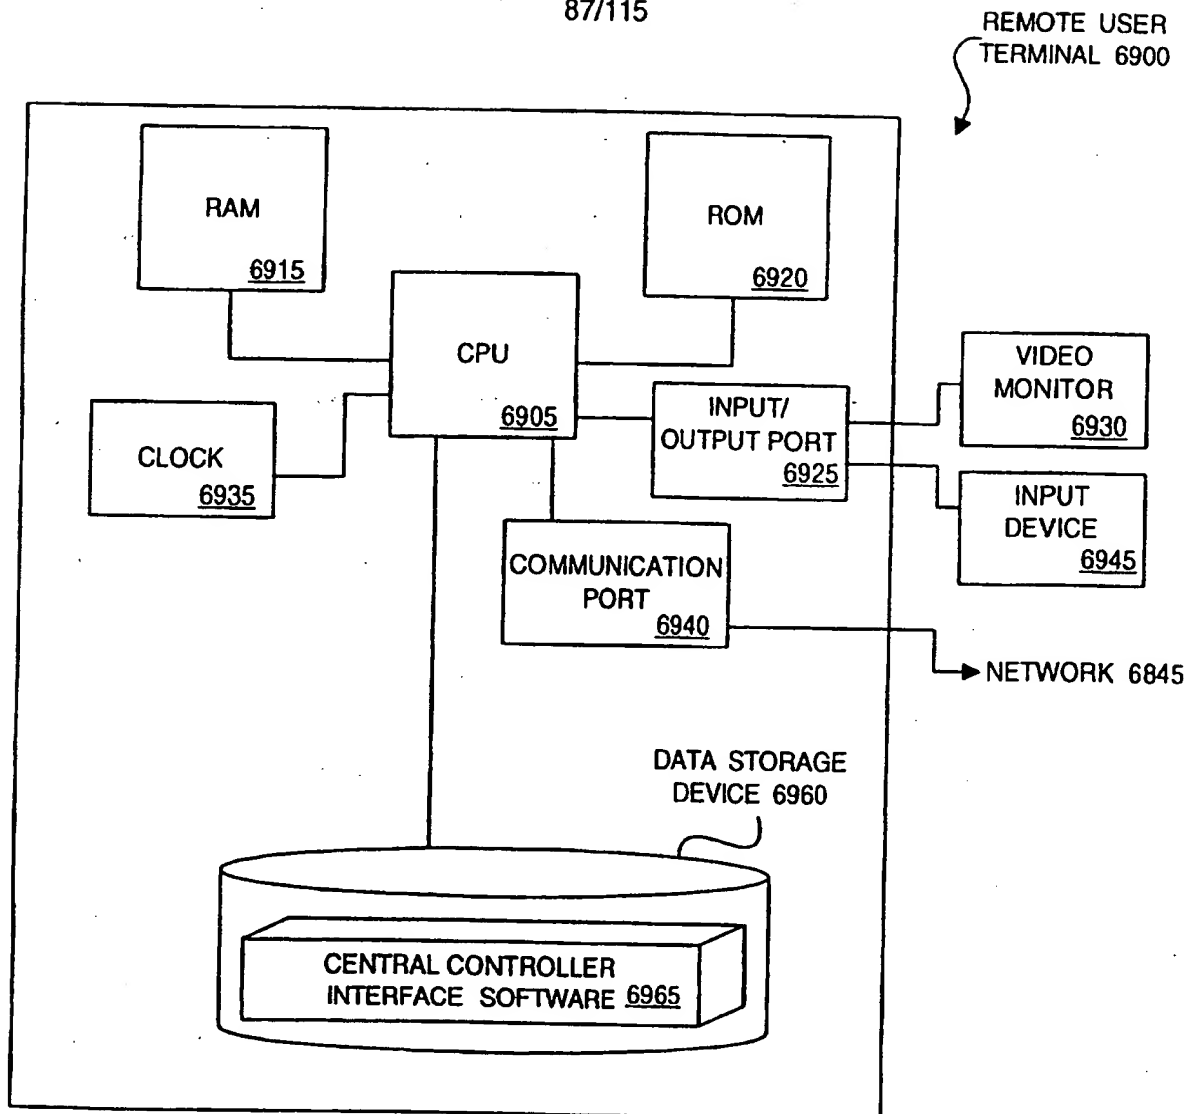 87/115
REMOTE USER
TERMINAL 6900
RAM
6915
ROM
6920
CPU
6905
CLOCK
6935
INPUT/
OUTPUT PORT
6925
VIDEO
MONITOR
6930
INPUT
DEVICE
6945
COMMUNICATION
PORT
6940
NETWORK 6845
DATA STORAGE
DEVICE 6960
CENTRAL CONTROLLER
INTERFACE SOFTWARE 6965